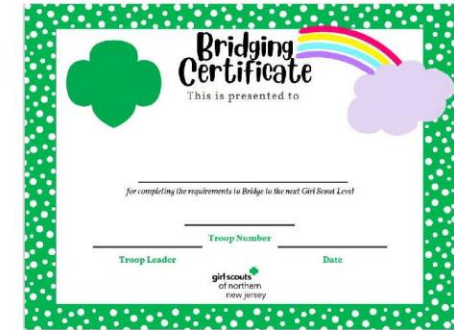 Bridging
Certificate
This is presented to
for completing the requirements to Bridge to the next Girl Scout Level
Troop Number
Troop Leader
Date
girl scouts
of northern
new jersey